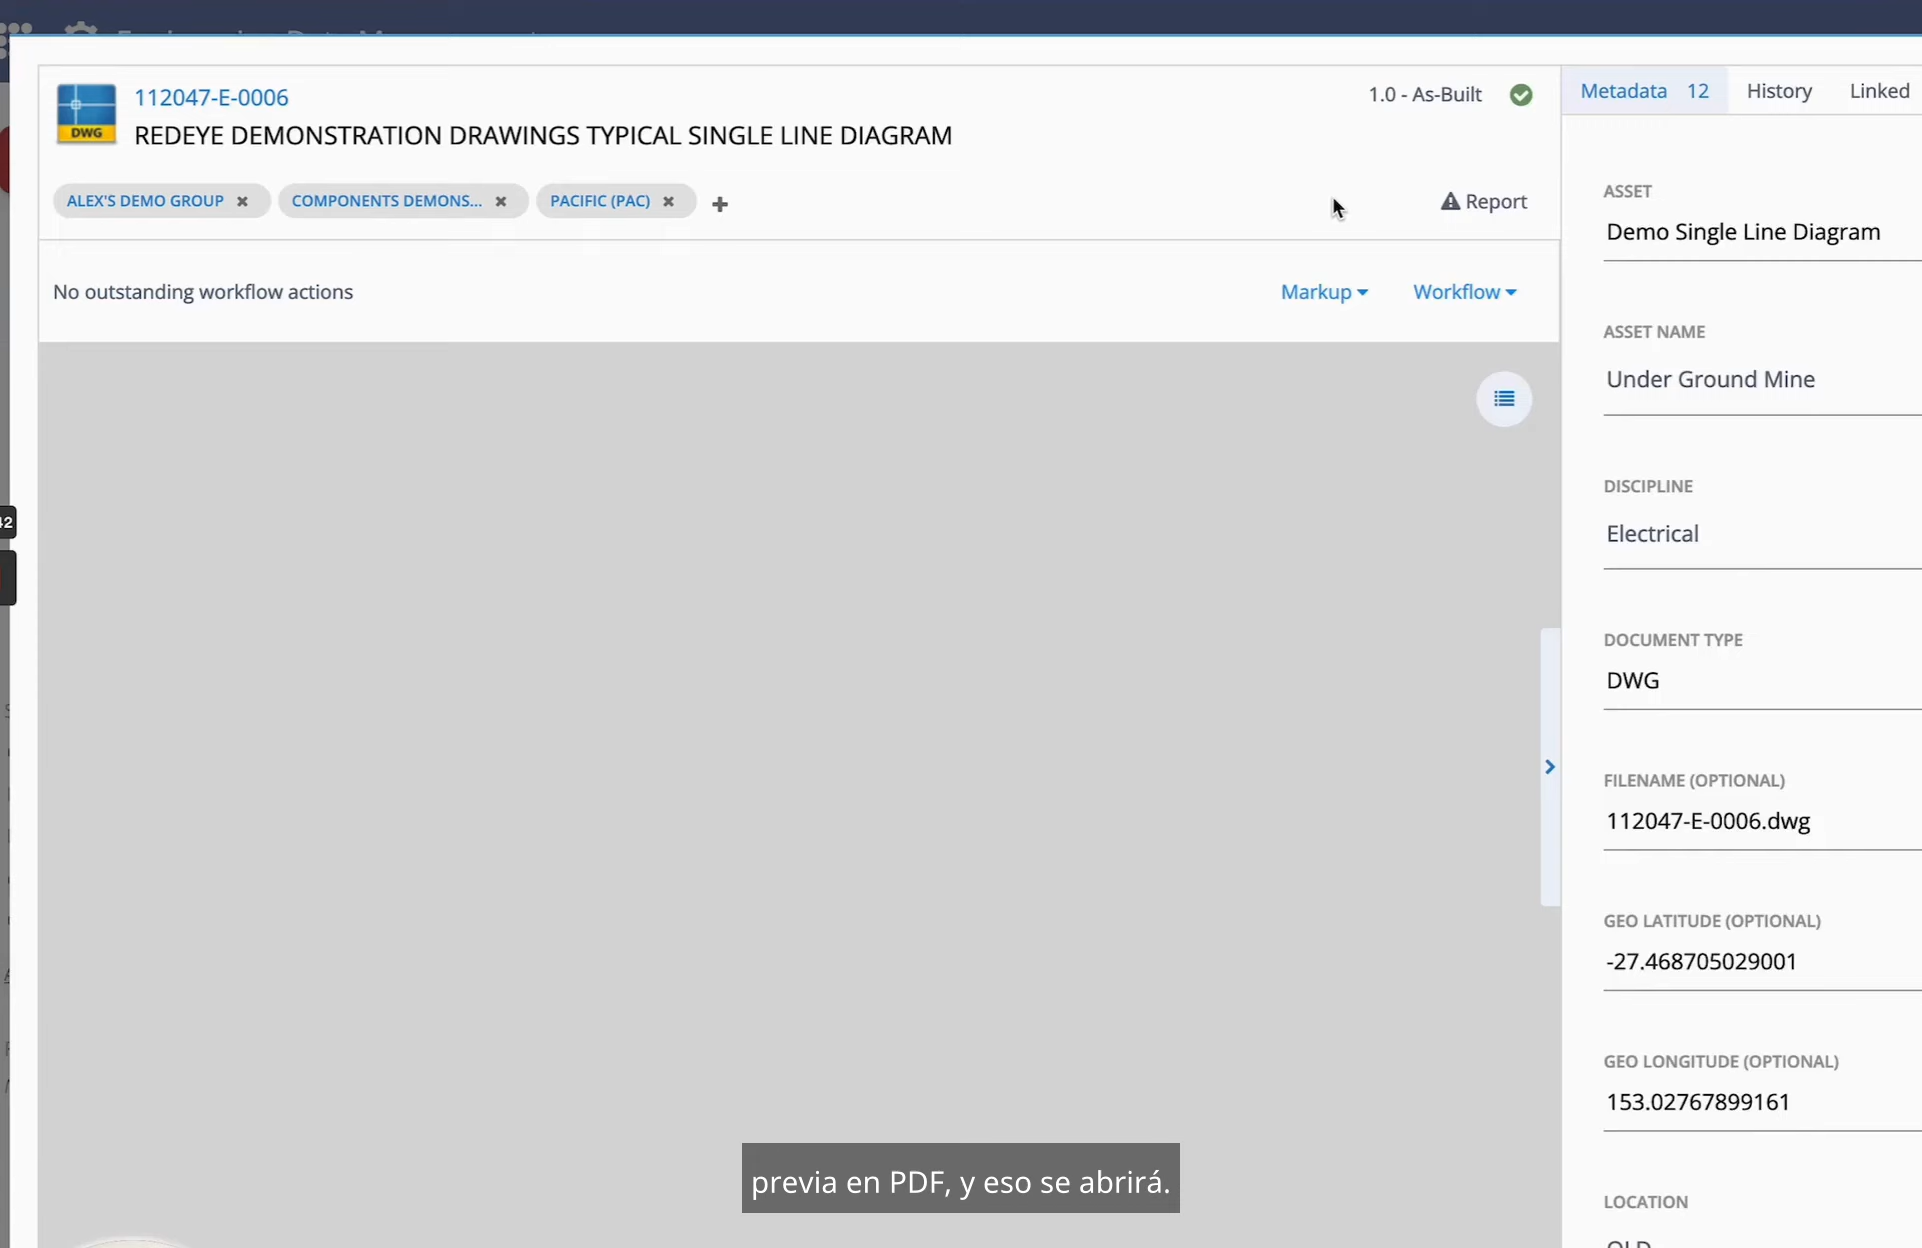 112047-E-0006
1.0 - As-Built
DWG
REDEYE DEMONSTRATION DRAWINGS TYPICAL SINGLE LINE DIAGRAM
ALEX'S DEMO GROUP
COMPONENTS DEMONS...
PACIFIC (PAC)
Report
No outstanding workflow actions
Markup
Workflow
Metadata 12
History
Linked
ASSET
Demo Single Line Diagram
ASSET NAME
Under Ground Mine
DISCIPLINE
Electrical
DOCUMENT TYPE
DWG
FILENAME (OPTIONAL)
112047-E-0006.dwg
GEO LATITUDE (OPTIONAL)
-27.468705029001
GEO LONGITUDE (OPTIONAL)
153.02767899161
LOCATION
previa en PDF, y eso se abrirá.